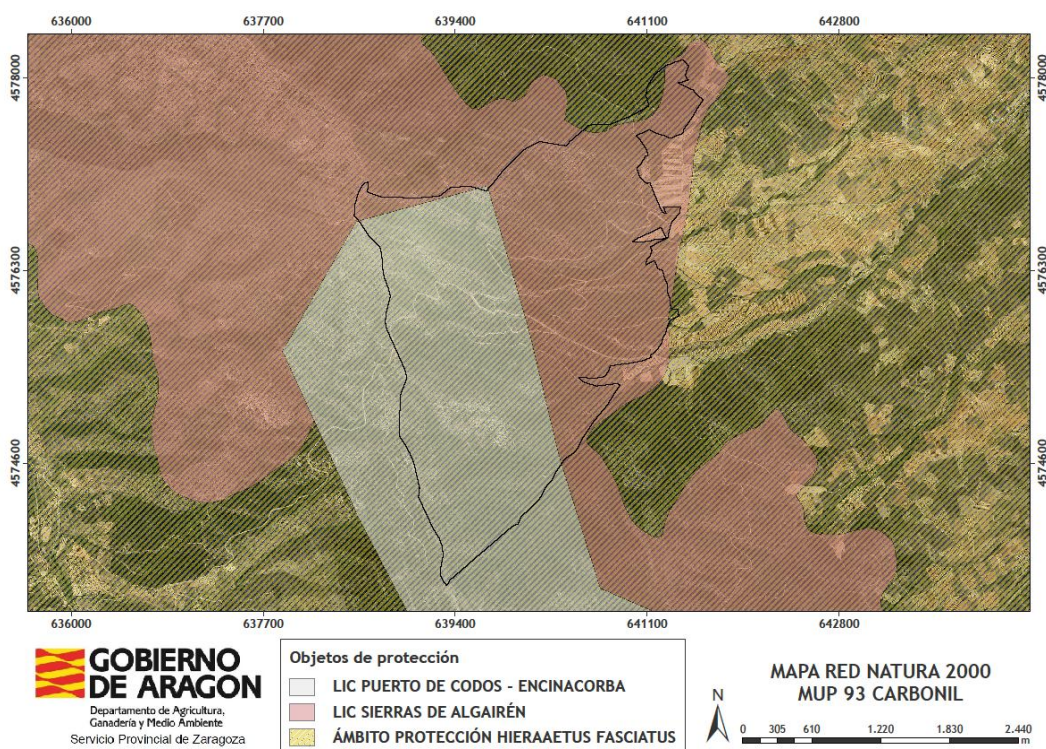 636000 637700 639400 641100 642800
4578000 4578000
4576300 4576300
4574600 4574600
636000 637700 639400 641100 642800
GOBIERNO
DE ARAGON
Departamento de Agricultura,
Ganadería y Medio Ambiente
Servicio Provincial de Zaragoza
Objetos de protección
LIC PUERTO DE CODOS - ENCINACORBA
LIC SIERRAS DE ALGAIRÉN
ÁMBITO PROTECCIÓN HIERAAETUS FASCIATUS
MAPA RED NATURA 2000
MUP 93 CARBONIL
N
0 305 610 1.220 1.830 2.440
m